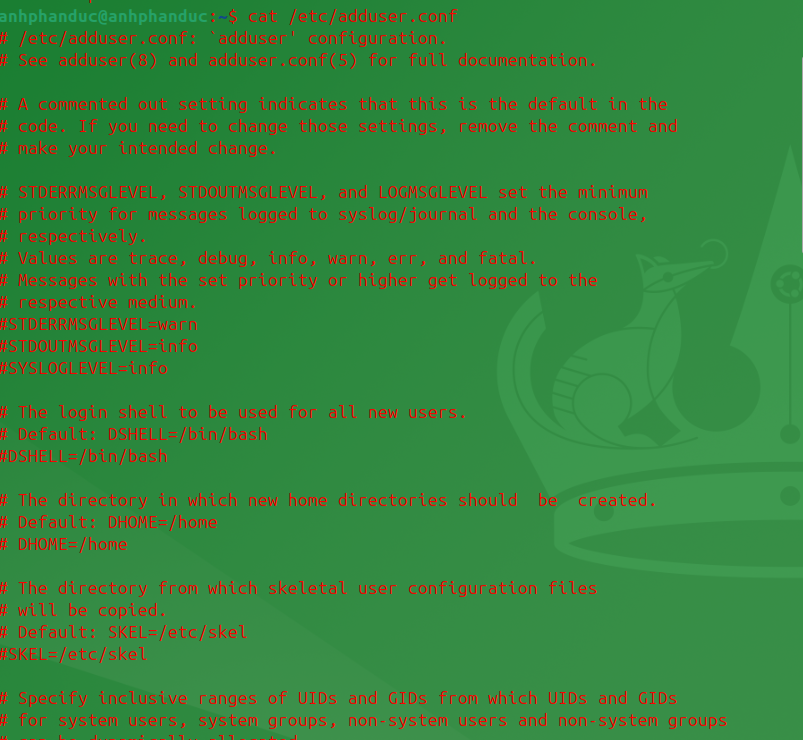 anhphanduc@anhphanduc:~$ cat /etc/adduser.conf
# /etc/adduser.conf: `adduser' configuration.
# See adduser(8) and adduser.conf(5) for full documentation.
# A commented out setting indicates that this is the default in the
# code. If you need to change those settings, remove the comment and
# make your intended change.
# STDERRMSGLEVEL, STDOUTMSGLEVEL, and LOGMSGLEVEL set the minimum
# priority for messages logged to syslog/journal and the console,
# respectively.
# Values are trace, debug, info, warn, err, and fatal.
# Messages with the set priority or higher get logged to the
# respective medium.
#STDERRMSGLEVEL=warn
#STDOUTMSGLEVEL=info
#SYSLOGLEVEL=info
# The login shell to be used for all new users.
# Default: DSHELL=/bin/bash
#DSHELL=/bin/bash
# The directory in which new home directories should  be  created.
# Default: DHOME=/home
# DHOME=/home
# The directory from which skeletal user configuration files
# will be copied.
# Default: SKEL=/etc/skel
#SKEL=/etc/skel
# Specify inclusive ranges of UIDs and GIDs from which UIDs and GIDs
# for system users, system groups, non-system users and non-system groups
# can be dynamically allocated.